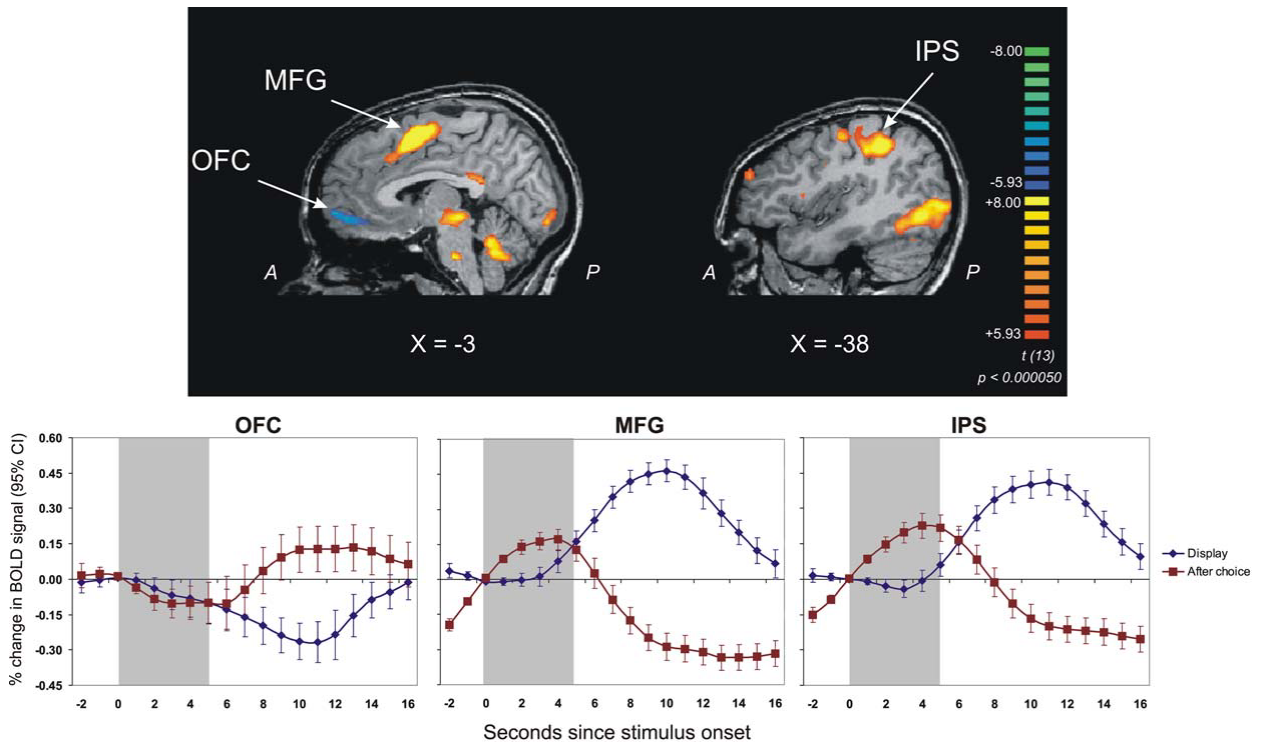 MFG
IPS
OFC
-8.00
-5.93
+8.00
+5.93
A
P
A
P
X = -3
X = -38
t (13)
p < 0.000050
OFC
MFG
IPS
% change in BOLD signal (95% CI)
0.60
0.45
0.30
0.15
0.00
-0.15
-0.30
-0.45
-2 0 2 4 6 8 10 12 14 16
-2 0 2 4 6 8 10 12 14 16
-2 0 2 4 6 8 10 12 14 16
Display
After choice
Seconds since stimulus onset